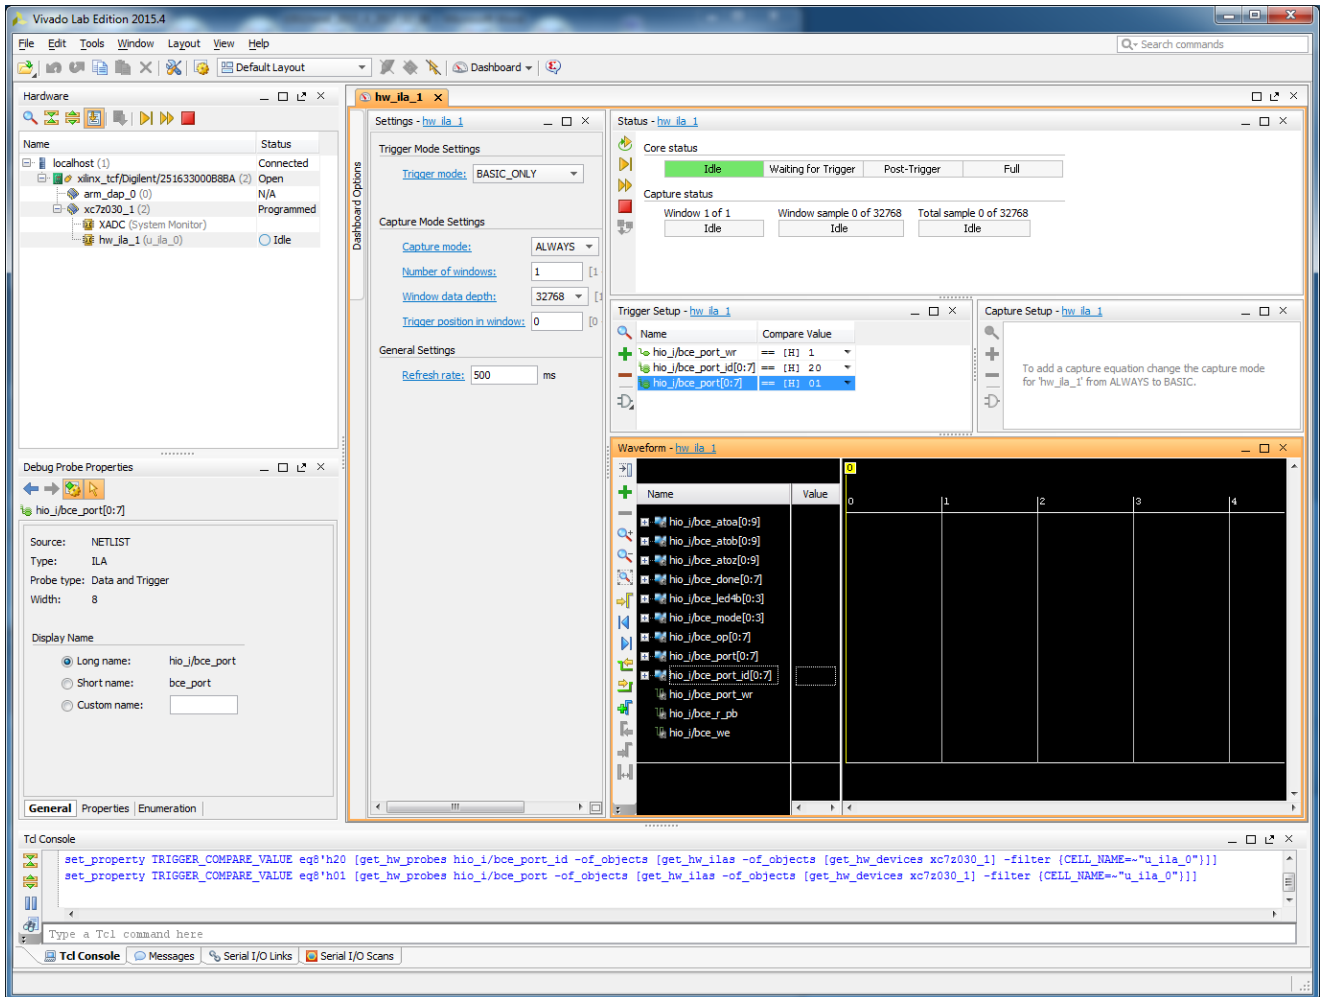 Vivado Lab Edition 2015.4
File Edit Tools Window Layout View Help
Search commands
Default Layout
Dashboard
Hardware
Name Status
localhost (1) Connected
xilinx_tcf/Digilent/251633000B8BA (2) Open
arm_dap_0 (0) N/A
xc7z030_1 (2) Programmed
XADC (System Monitor)
hw_ila_1 (u_ila_0) Idle
Debug Probe Properties
hio_i/bce_port[0:7]
Source: NETLIST
Type: ILA
Probe type: Data and Trigger
Width: 8
Display Name
Long name: hio_i/bce_port
Short name: bce_port
Custom name:
General Properties Enumeration
hw_ila_1
Dashboard Options
Settings - hw_ila_1
Trigger Mode Settings
Trigger mode: BASIC_ONLY
Capture Mode Settings
Capture mode: ALWAYS
Number of windows: 1 [1
Window data depth: 32768 [1
Trigger position in window: 0 [0
General Settings
Refresh rate: 500 ms
Status - hw_ila_1
Core status
Idle Waiting for Trigger Post-Trigger Full
Capture status
Window 1 of 1 Window sample 0 of 32768 Total sample 0 of 32768
Idle Idle Idle
Trigger Setup - hw_ila_1
Name Compare Value
hio_i/bce_port_wr == [H] 1
hio_i/bce_port_id[0:7] == [H] 20
hio_i/bce_port[0:7] == [H] 01
Capture Setup - hw_ila_1
To add a capture equation change the capture mode
for 'hw_ila_1' from ALWAYS to BASIC.
Waveform - hw_ila_1
0
Name Value
0 1 2 3 4
hio_i/bce_atoa[0:9]
hio_i/bce_atob[0:9]
hio_i/bce_atoz[0:9]
hio_i/bce_done[0:7]
hio_i/bce_led4b[0:3]
hio_i/bce_mode[0:3]
hio_i/bce_op[0:7]
hio_i/bce_port[0:7]
hio_i/bce_port_id[0:7]
hio_i/bce_port_wr
hio_i/bce_r_pb
hio_i/bce_we
Tcl Console
set_property TRIGGER_COMPARE_VALUE eq8'h20 [get_hw_probes hio_i/bce_port_id -of_objects [get_hw_ilas -of_objects [get_hw_devices xc7z030_1] -filter {CELL_NAME=~"u_ila_0"}]]
set_property TRIGGER_COMPARE_VALUE eq8'h01 [get_hw_probes hio_i/bce_port -of_objects [get_hw_ilas -of_objects [get_hw_devices xc7z030_1] -filter {CELL_NAME=~"u_ila_0"}]]
Type a Tcl command here
Tcl Console Messages Serial I/O Links Serial I/O Scans